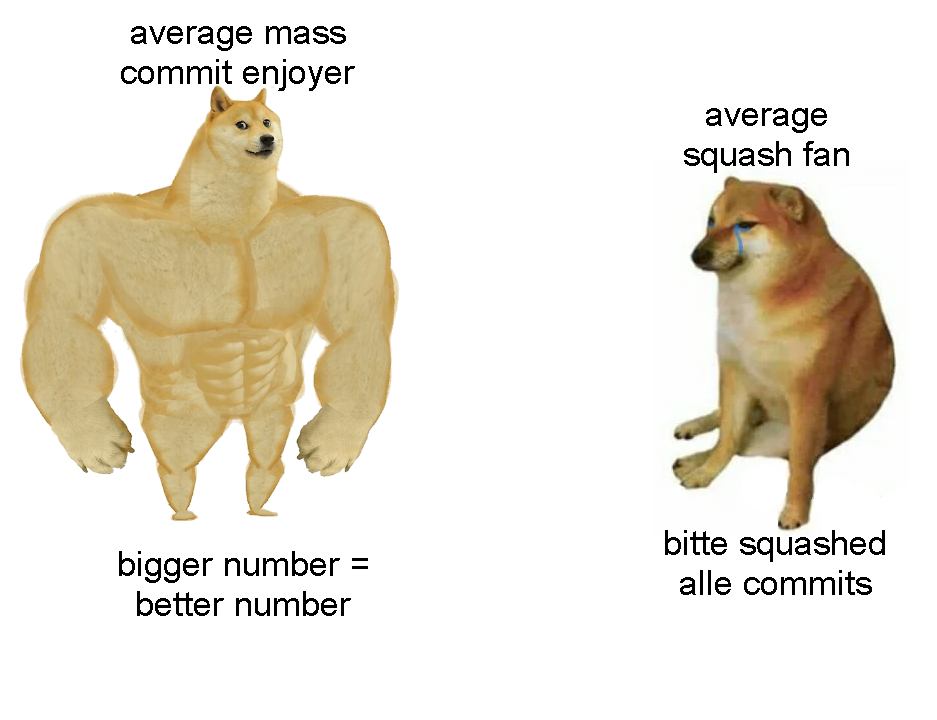 average mass
commit enjoyer
bigger number =
better number
average
squash fan
bitte squashed
alle commits